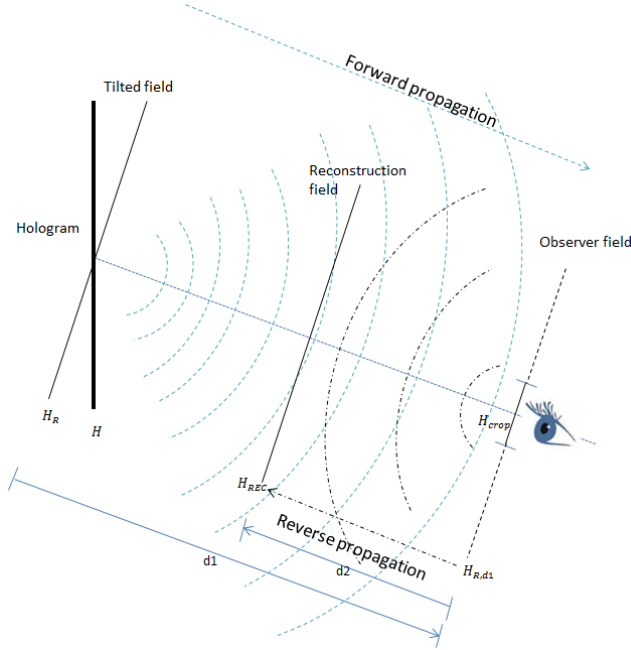 Forward propagation
Tilted field
Reconstruction
field
Hologram
Observer field
H_R
H
H_crop
H_REC
Reverse propagation
d1
d2
H_R,d1